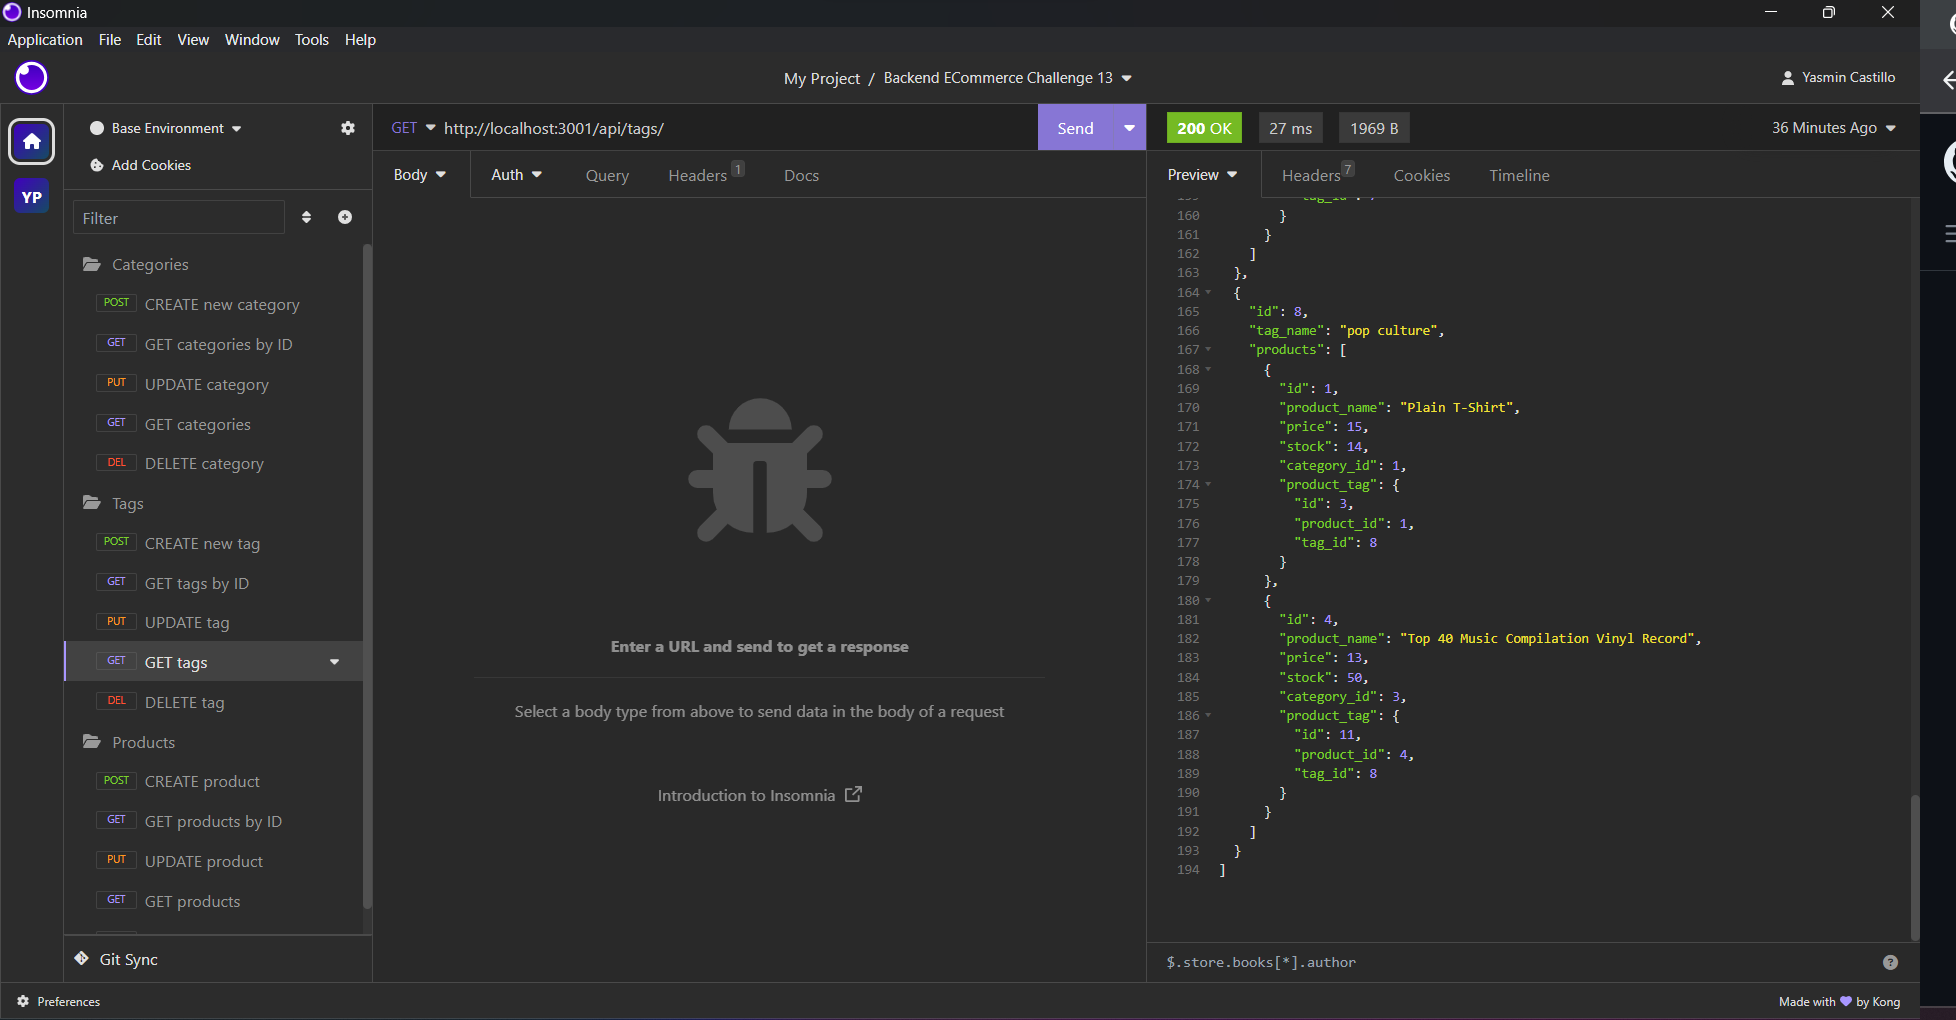 Insomnia
Application File Edit View Window Tools Help
My Project / Backend ECommerce Challenge 13
Yasmin Castillo
YP
Base Environment
Add Cookies
Filter
Categories
POST CREATE new category
GET GET categories by ID
PUT UPDATE category
GET GET categories
DEL DELETE category
Tags
POST CREATE new tag
GET GET tags by ID
PUT UPDATE tag
GET GET tags
DEL DELETE tag
Products
POST CREATE product
GET GET products by ID
PUT UPDATE product
GET GET products
Git Sync
GET http://localhost:3001/api/tags/
Send
Body Auth Query Headers 1 Docs
Enter a URL and send to get a response
Select a body type from above to send data in the body of a request
Introduction to Insomnia
200 OK 27 ms 1969 B 36 Minutes Ago
Preview Headers 7 Cookies Timeline
160 }
161 }
162 ]
163 },
164 {
165 "id": 8,
166 "tag_name": "pop culture",
167 "products": [
168 {
169 "id": 1,
170 "product_name": "Plain T-Shirt",
171 "price": 15,
172 "stock": 14,
173 "category_id": 1,
174 "product_tag": {
175 "id": 3,
176 "product_id": 1,
177 "tag_id": 8
178 }
179 },
180 {
181 "id": 4,
182 "product_name": "Top 40 Music Compilation Vinyl Record",
183 "price": 13,
184 "stock": 50,
185 "category_id": 3,
186 "product_tag": {
187 "id": 11,
188 "product_id": 4,
189 "tag_id": 8
190 }
191 }
192 ]
193 }
194 ]
$.store.books[*].author
Preferences
Made with 💜 by Kong